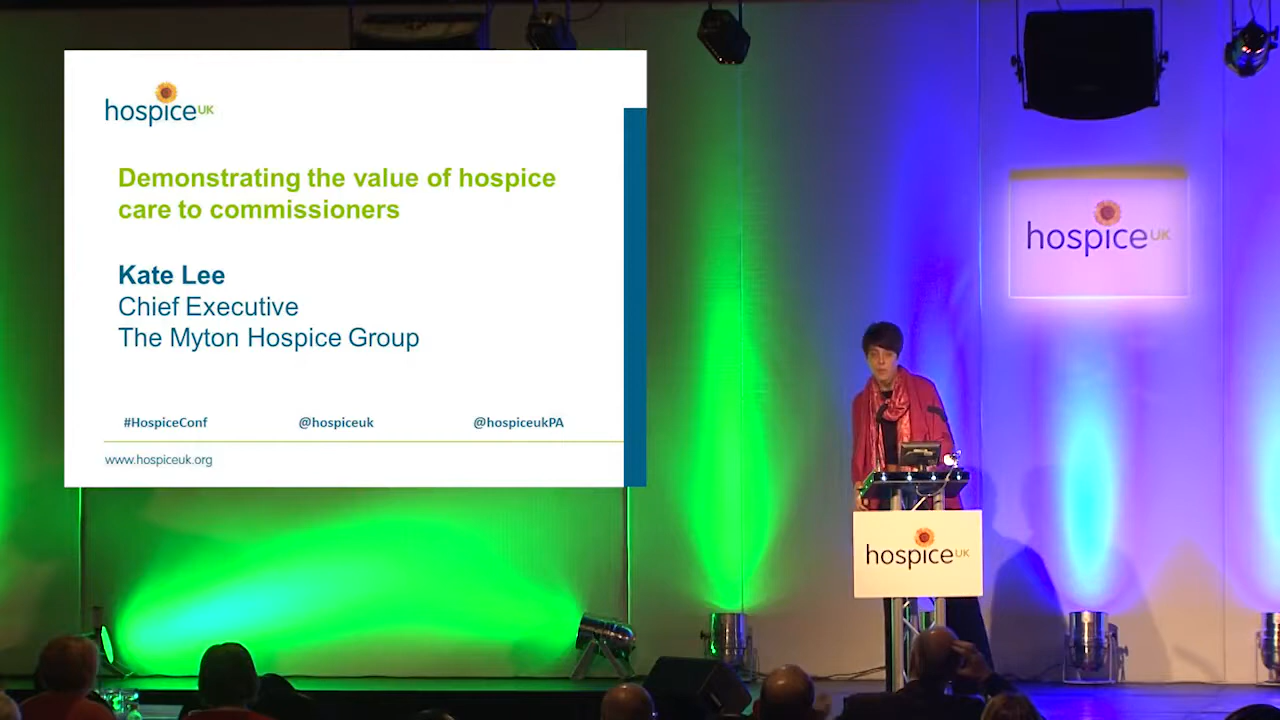 hospice UK
Demonstrating the value of hospice
care to commissioners
Kate Lee
Chief Executive
The Myton Hospice Group
#HospiceConf @hospiceuk @hospiceukPA
www.hospiceuk.org
hospice UK
hospice UK